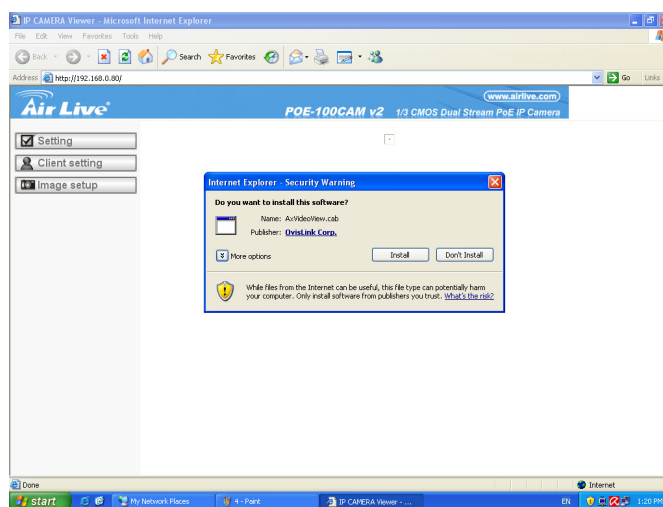 IP CAMERA Viewer - Microsoft Internet Explorer
File Edit View Favorites Tools Help
Back Search Favorites
Address http://192.168.0.80/ Go Links
Air Live® www.airlive.com
POE-100CAM v2 1/3 CMOS Dual Stream PoE IP Camera
Setting
Client setting
Image setup
Internet Explorer - Security Warning
Do you want to install this software?
Name: AxVideoView.cab
Publisher: OvisLink Corp.
More options Install Don't Install
While files from the Internet can be useful, this file type can potentially harm
your computer. Only install software from publishers you trust. What's the risk?
Done Internet
start My Network Places 4 - Paint IP CAMERA Viewer - ... EN 1:20 PM